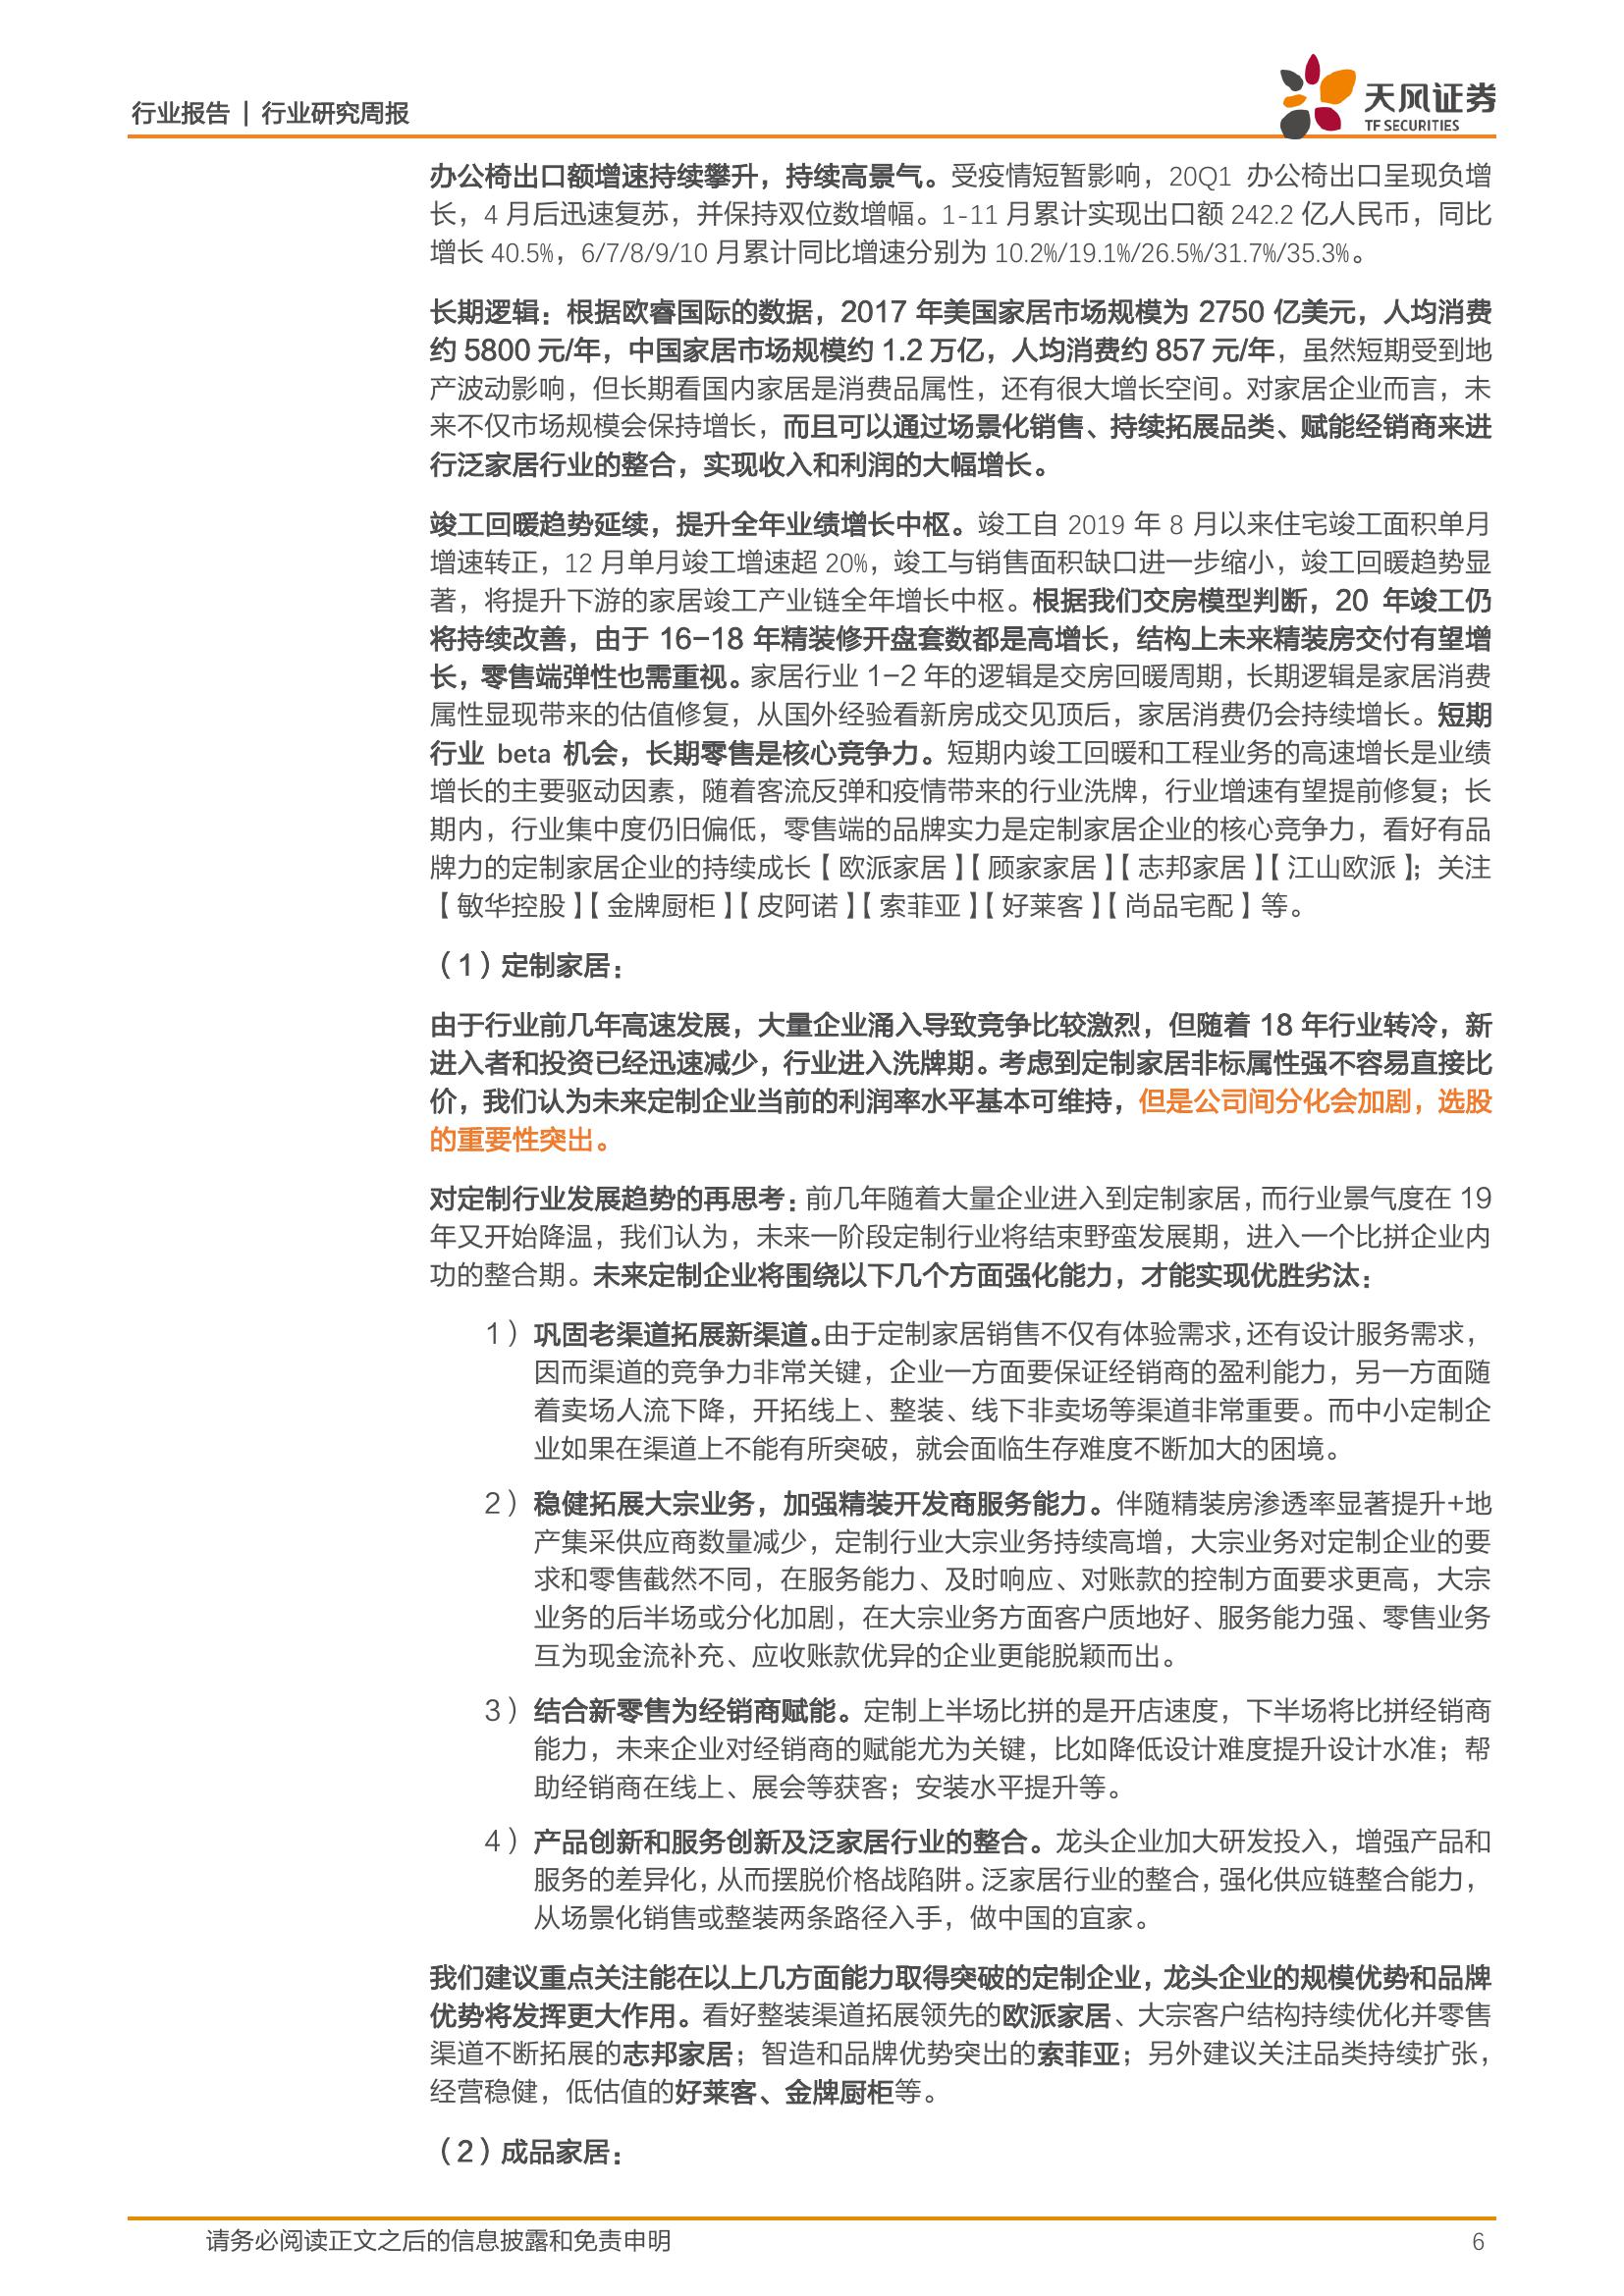 行业报告 | 行业研究周报
天风证券
TF SECURITIES
办公椅出口额增速持续攀升，持续高景气。受疫情短暂影响，20Q1 办公椅出口呈现负增
长，4 月后迅速复苏，并保持双位数增幅。1-11 月累计实现出口额 242.2 亿人民币，同比
增长 40.5%，6/7/8/9/10 月累计同比增速分别为 10.2%/19.1%/26.5%/31.7%/35.3%。
长期逻辑：根据欧睿国际的数据，2017 年美国家居市场规模为 2750 亿美元，人均消费
约 5800 元/年，中国家居市场规模约 1.2 万亿，人均消费约 857 元/年，虽然短期受到地
产波动影响，但长期看国内家居是消费品属性，还有很大增长空间。对家居企业而言，未
来不仅市场规模会保持增长，而且可以通过场景化销售、持续拓展品类、赋能经销商来进
行泛家居行业的整合，实现收入和利润的大幅增长。
竣工回暖趋势延续，提升全年业绩增长中枢。竣工自 2019 年 8 月以来住宅竣工面积单月
增速转正，12 月单月竣工增速超 20%，竣工与销售面积缺口进一步缩小，竣工回暖趋势显
著，将提升下游的家居竣工产业链全年增长中枢。根据我们交房模型判断，20 年竣工仍
将持续改善，由于 16-18 年精装修开盘套数都是高增长，结构上未来精装房交付有望增
长，零售端弹性也需重视。家居行业 1-2 年的逻辑是交房回暖周期，长期逻辑是家居消费
属性显现带来的估值修复，从国外经验看新房成交见顶后，家居消费仍会持续增长。短期
行业 beta 机会，长期零售是核心竞争力。短期内竣工回暖和工程业务的高速增长是业绩
增长的主要驱动因素，随着客流反弹和疫情带来的行业洗牌，行业增速有望提前修复；长
期内，行业集中度仍旧偏低，零售端的品牌实力是定制家居企业的核心竞争力，看好有品
牌力的定制家居企业的持续成长【欧派家居】【顾家家居】【志邦家居】【江山欧派】；关注
【敏华控股】【金牌厨柜】【皮阿诺】【索菲亚】【好莱客】【尚品宅配】等。
（1）定制家居：
由于行业前几年高速发展，大量企业涌入导致竞争比较激烈，但随着 18 年行业转冷，新
进入者和投资已经迅速减少，行业进入洗牌期。考虑到定制家居非标属性强不容易直接比
价，我们认为未来定制企业当前的利润率水平基本可维持，但是公司间分化会加剧，选股
的重要性突出。
对定制行业发展趋势的再思考：前几年随着大量企业进入到定制家居，而行业景气度在 19
年又开始降温，我们认为，未来一阶段定制行业将结束野蛮发展期，进入一个比拼企业内
功的整合期。未来定制企业将围绕以下几个方面强化能力，才能实现优胜劣汰：
1）巩固老渠道拓展新渠道。由于定制家居销售不仅有体验需求，还有设计服务需求，
因而渠道的竞争力非常关键，企业一方面要保证经销商的盈利能力，另一方面随
着卖场人流下降，开拓线上、整装、线下非卖场等渠道非常重要。而中小定制企
业如果在渠道上不能有所突破，就会面临生存难度不断加大的困境。
2）稳健拓展大宗业务，加强精装开发商服务能力。伴随精装房渗透率显著提升+地
产集采供应商数量减少，定制行业大宗业务持续高增，大宗业务对定制企业的要
求和零售截然不同，在服务能力、及时响应、对账款的控制方面要求更高，大宗
业务的后半场或分化加剧，在大宗业务方面客户质地好、服务能力强、零售业务
互为现金流补充、应收账款优异的企业更能脱颖而出。
3）结合新零售为经销商赋能。定制上半场比拼的是开店速度，下半场将比拼经销商
能力，未来企业对经销商的赋能尤为关键，比如降低设计难度提升设计水准；帮
助经销商在线上、展会等获客；安装水平提升等。
4）产品创新和服务创新及泛家居行业的整合。龙头企业加大研发投入，增强产品和
服务的差异化，从而摆脱价格战陷阱。泛家居行业的整合，强化供应链整合能力，
从场景化销售或整装两条路径入手，做中国的宜家。
我们建议重点关注能在以上几方面能力取得突破的定制企业，龙头企业的规模优势和品牌
优势将发挥更大作用。看好整装渠道拓展领先的欧派家居、大宗客户结构持续优化并零售
渠道不断拓展的志邦家居；智造和品牌优势突出的索菲亚；另外建议关注品类持续扩张，
经营稳健，低估值的好莱客、金牌厨柜等。
（2）成品家居：
请务必阅读正文之后的信息披露和免责申明
6